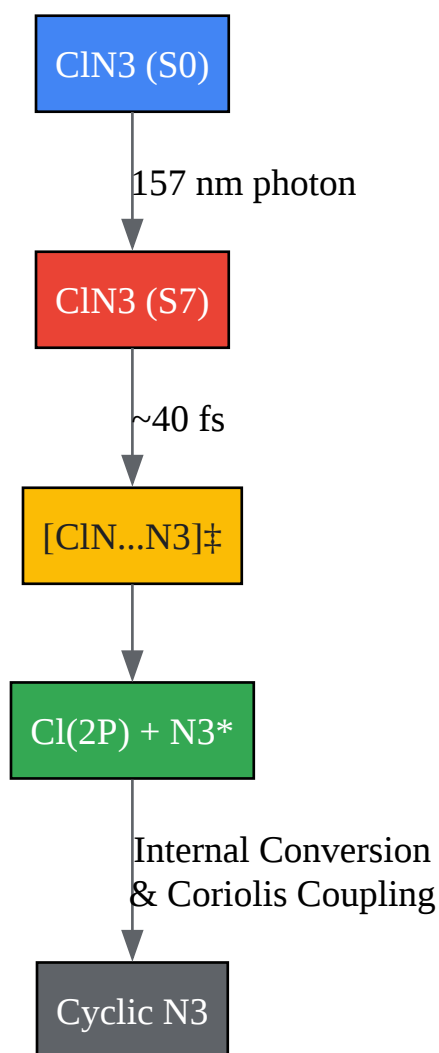 ClN3 (S0)
157 nm photon
ClN3 (S7)
~40 fs
[ClN...N3]‡
Cl(2P) + N3*
Internal Conversion
& Coriolis Coupling
Cyclic N3